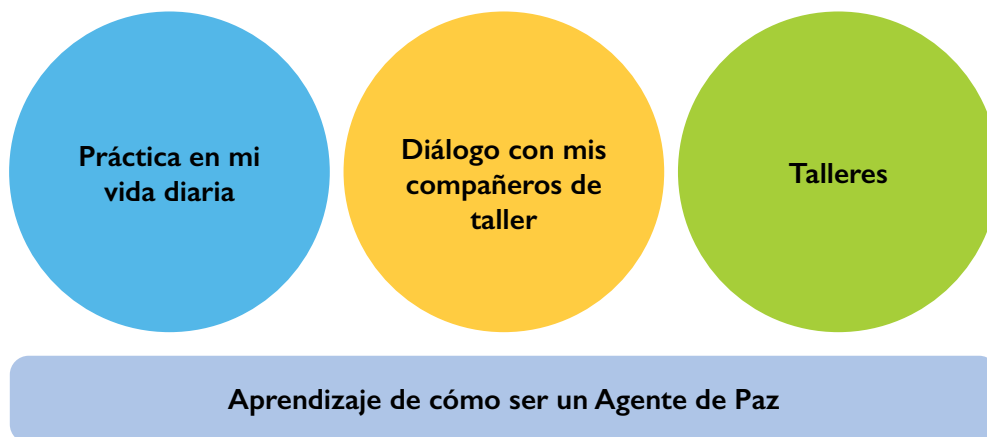 Práctica en mi
vida diaria
Diálogo con mis
compañeros de
taller
Talleres
Aprendizaje de cómo ser un Agente de Paz